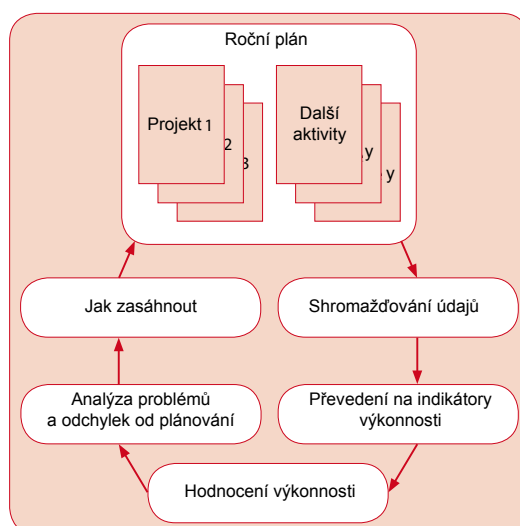 Roční plán
Projekt 1
2
3
Další
aktivity
y
y
Jak zasáhnout
Shromažďování údajů
Analýza problémů
a odchylek od plánování
Převedení na indikátory
výkonnosti
Hodnocení výkonnosti